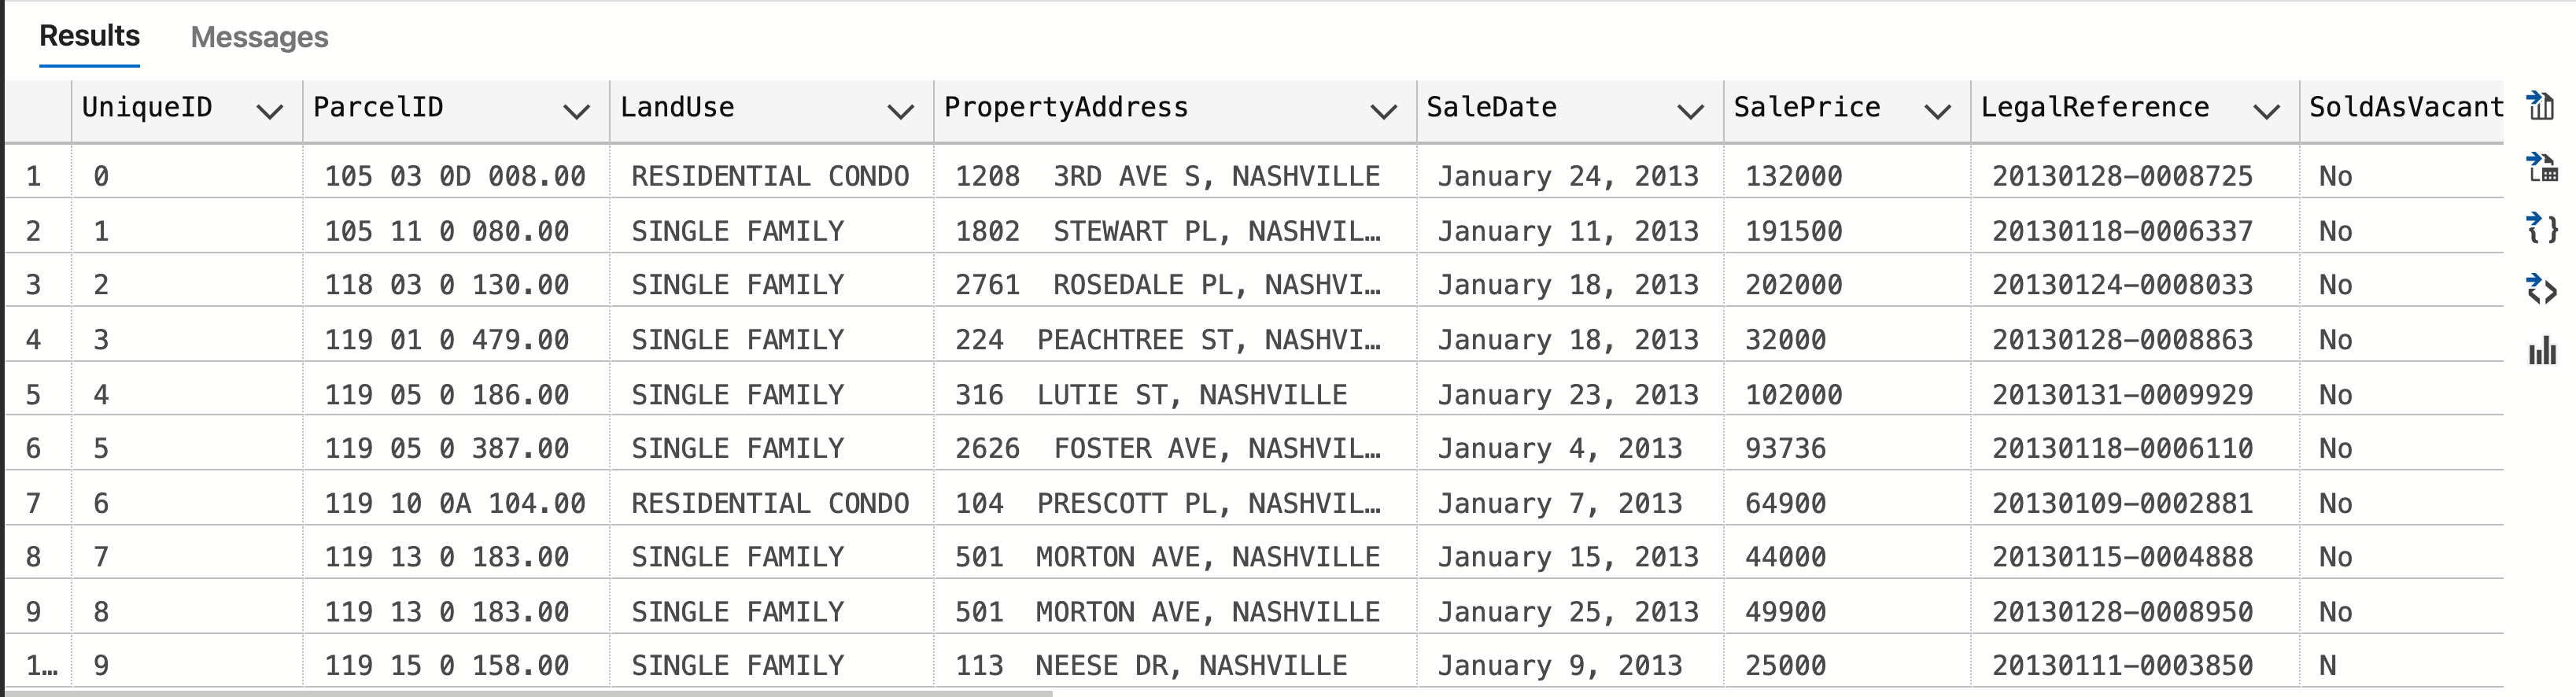 Results Messages
UniqueID ParcelID LandUse PropertyAddress SaleDate SalePrice LegalReference SoldAsVacant
1 0 105 03 0D 008.00 RESIDENTIAL CONDO 1208  3RD AVE S, NASHVILLE January 24, 2013 132000 20130128-0008725 No
2 1 105 11 0 080.00 SINGLE FAMILY 1802  STEWART PL, NASHVIL… January 11, 2013 191500 20130118-0006337 No
3 2 118 03 0 130.00 SINGLE FAMILY 2761  ROSEDALE PL, NASHVI… January 18, 2013 202000 20130124-0008033 No
4 3 119 01 0 479.00 SINGLE FAMILY 224  PEACHTREE ST, NASHVI… January 18, 2013 32000 20130128-0008863 No
5 4 119 05 0 186.00 SINGLE FAMILY 316  LUTIE ST, NASHVILLE January 23, 2013 102000 20130131-0009929 No
6 5 119 05 0 387.00 SINGLE FAMILY 2626  FOSTER AVE, NASHVIL… January 4, 2013 93736 20130118-0006110 No
7 6 119 10 0A 104.00 RESIDENTIAL CONDO 104  PRESCOTT PL, NASHVIL… January 7, 2013 64900 20130109-0002881 No
8 7 119 13 0 183.00 SINGLE FAMILY 501  MORTON AVE, NASHVILLE January 15, 2013 44000 20130115-0004888 No
9 8 119 13 0 183.00 SINGLE FAMILY 501  MORTON AVE, NASHVILLE January 25, 2013 49900 20130128-0008950 No
1… 9 119 15 0 158.00 SINGLE FAMILY 113  NEESE DR, NASHVILLE January 9, 2013 25000 20130111-0003850 N